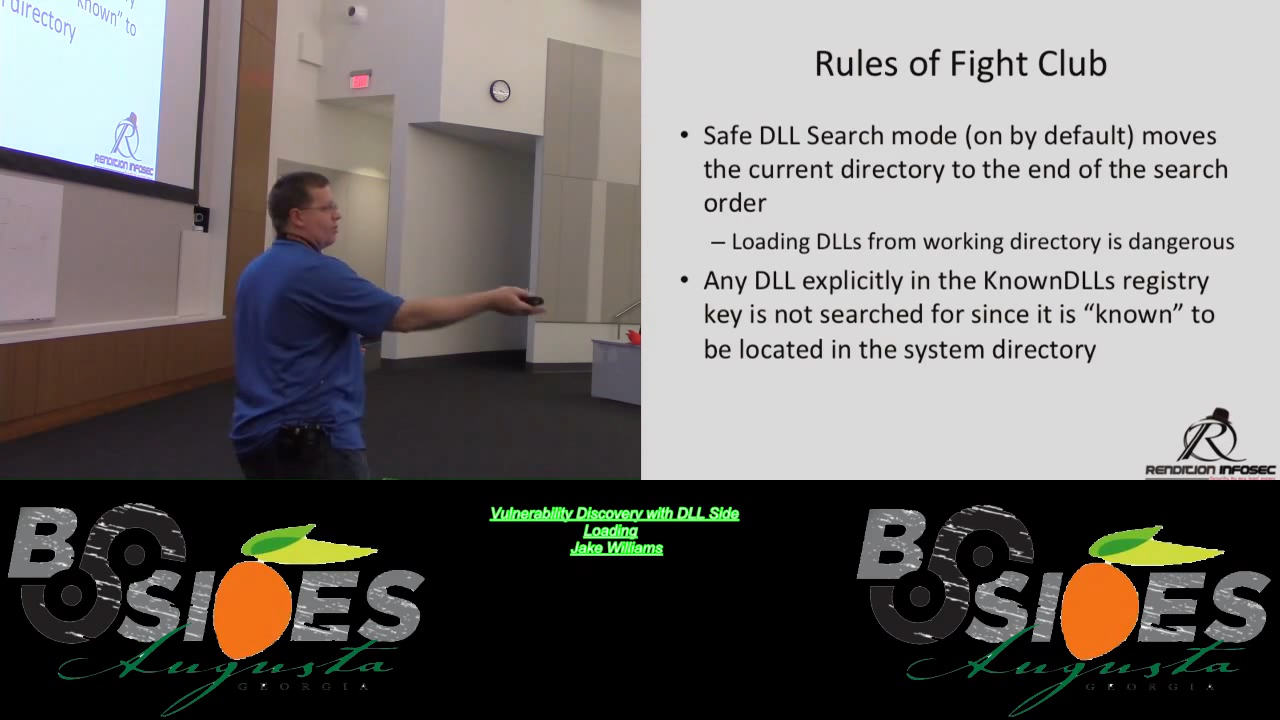 y
known" to
directory
RENDITION INFOSEC
Rules of Fight Club
• Safe DLL Search mode (on by default) moves
the current directory to the end of the search
order
– Loading DLLs from working directory is dangerous
• Any DLL explicitly in the KnownDLLs registry
key is not searched for since it is “known” to
be located in the system directory
R
RENDITION INFOSEC
Vulnerability Discovery with DLL Side
Loading
Jake Williams
BSIDES
Augusta
GEORGIA
BSIDES
Augusta
GEORGIA